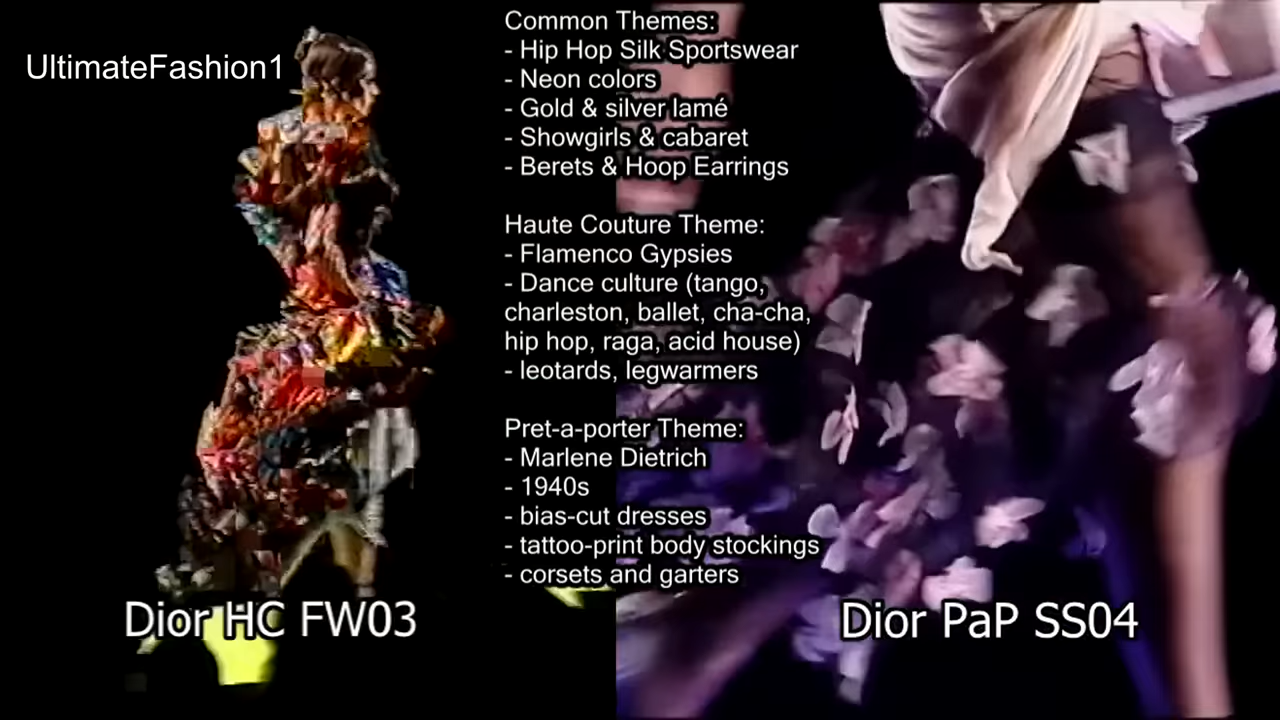 UltimateFashion1
Common Themes:
- Hip Hop Silk Sportswear
- Neon colors
- Gold & silver lamé
- Showgirls & cabaret
- Berets & Hoop Earrings
Haute Couture Theme:
- Flamenco Gypsies
- Dance culture (tango,
charleston, ballet, cha-cha,
hip hop, raga, acid house)
- leotards, legwarmers
Pret-a-porter Theme:
- Marlene Dietrich
- 1940s
- bias-cut dresses
- tattoo-print body stockings
- corsets and garters
Dior HC FW03
Dior PaP SS04